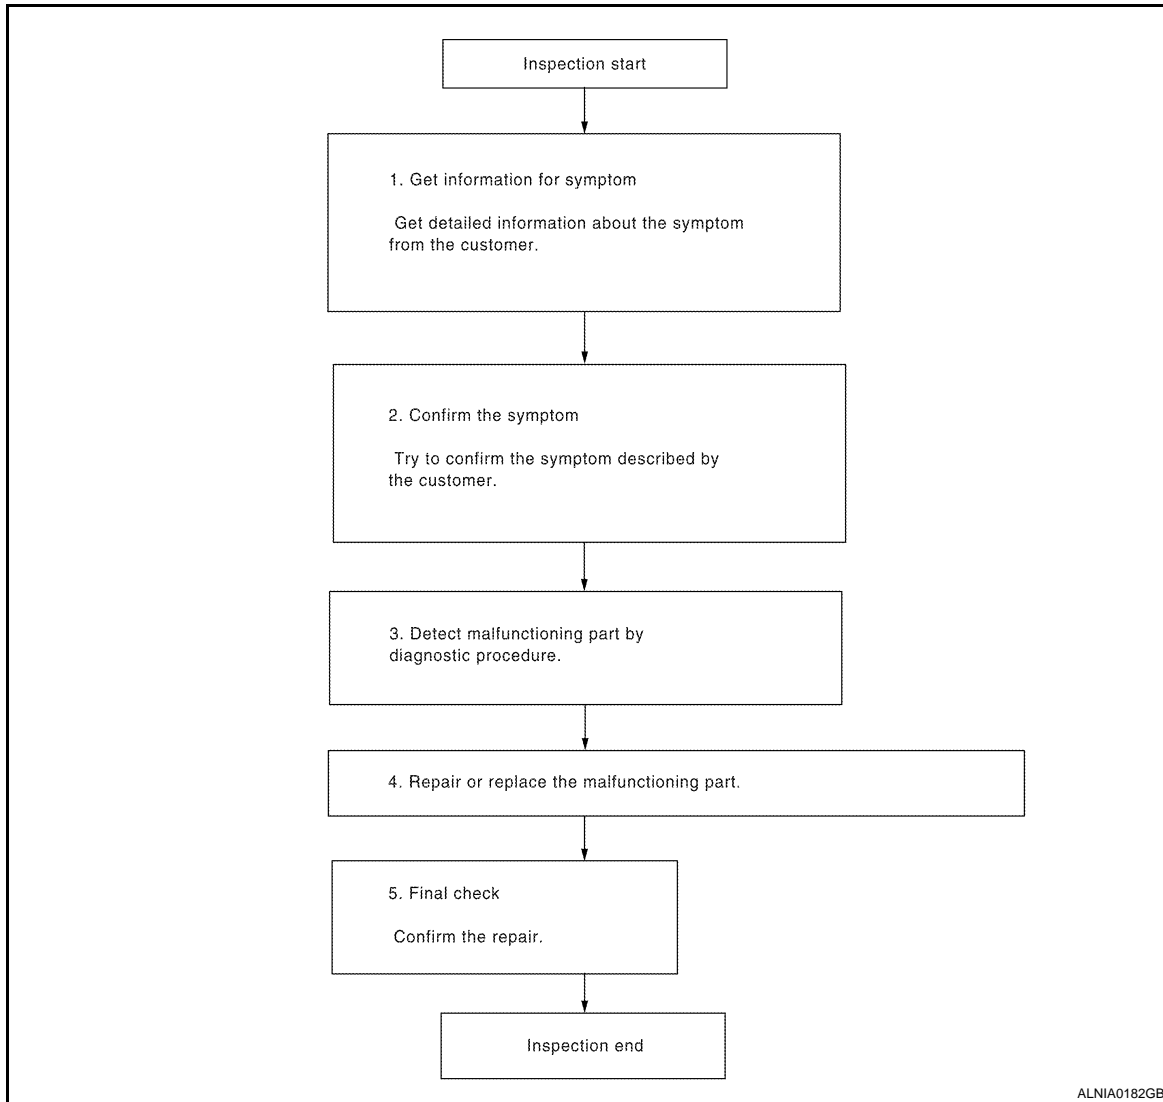 Inspection start
1. Get information for symptom
Get detailed information about the symptom
from the customer.
2. Confirm the symptom
Try to confirm the symptom described by
the customer.
3. Detect malfunctioning part by
diagnostic procedure.
4. Repair or replace the malfunctioning part.
5. Final check
Confirm the repair.
Inspection end
ALNIA0182GB